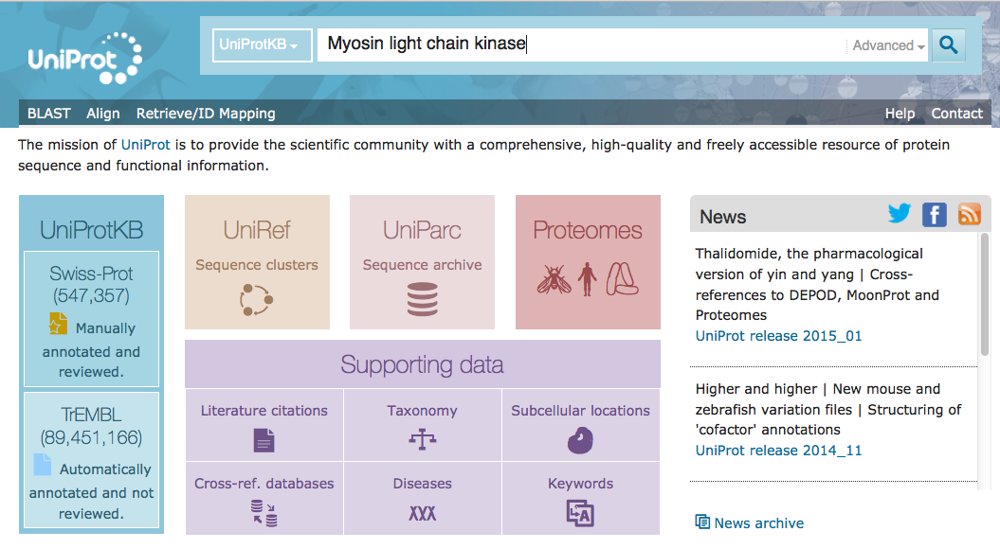 UniProt
UniProtKB
Myosin light chain kinase
Advanced
BLAST Align Retrieve/ID Mapping
Help Contact
The mission of UniProt is to provide the scientific community with a comprehensive, high-quality and freely accessible resource of protein
sequence and functional information.
UniProtKB
Swiss-Prot
(547,357)
Manually
annotated and
reviewed.
TrEMBL
(89,451,166)
Automatically
annotated and not
reviewed.
UniRef
Sequence clusters
UniParc
Sequence archive
Proteomes
Supporting data
Literature citations
Taxonomy
Subcellular locations
Cross-ref. databases
Diseases
XXX
Keywords
A
News
Thalidomide, the pharmacological
version of yin and yang | Cross-
references to DEPOD, MoonProt and
Proteomes
UniProt release 2015_01
Higher and higher | New mouse and
zebrafish variation files | Structuring of
'cofactor' annotations
UniProt release 2014_11
News archive